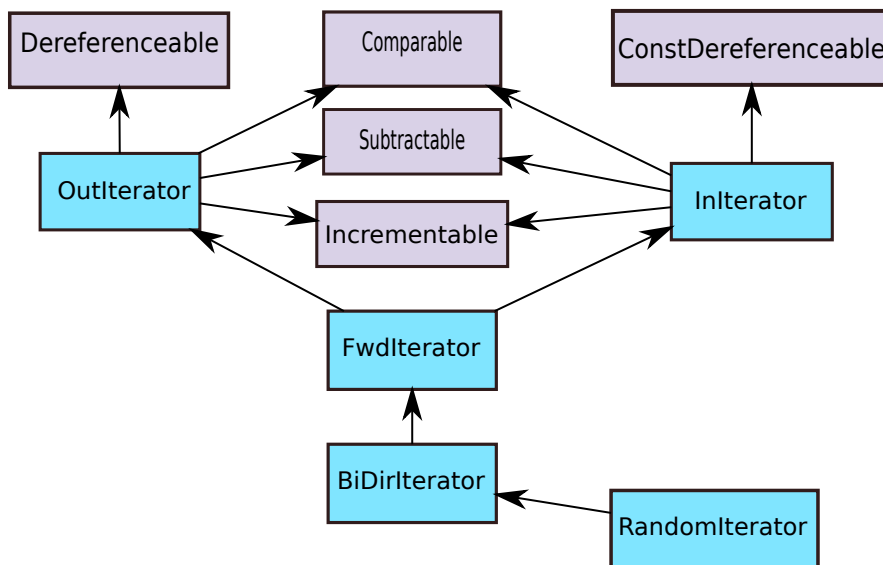 Dereferenceable
Comparable
ConstDereferenceable
Subtractable
OutIterator
InIterator
Incrementable
FwdIterator
BiDirIterator
RandomIterator